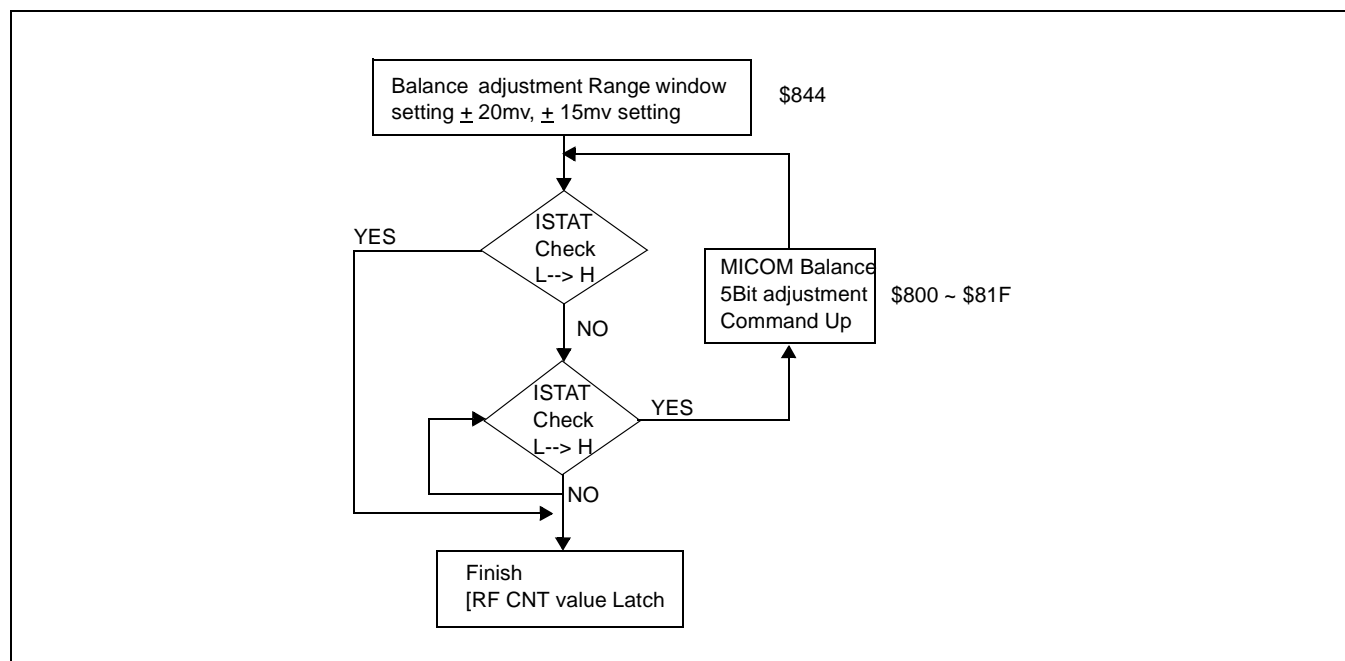 Balance adjustment Range window
setting ± 20mv, ± 15mv setting
$844
ISTAT
Check
L--> H
YES
NO
MICOM Balance
5Bit adjustment
Command Up
$800 ~ $81F
ISTAT
Check
L--> H
YES
NO
Finish
[RF CNT value Latch